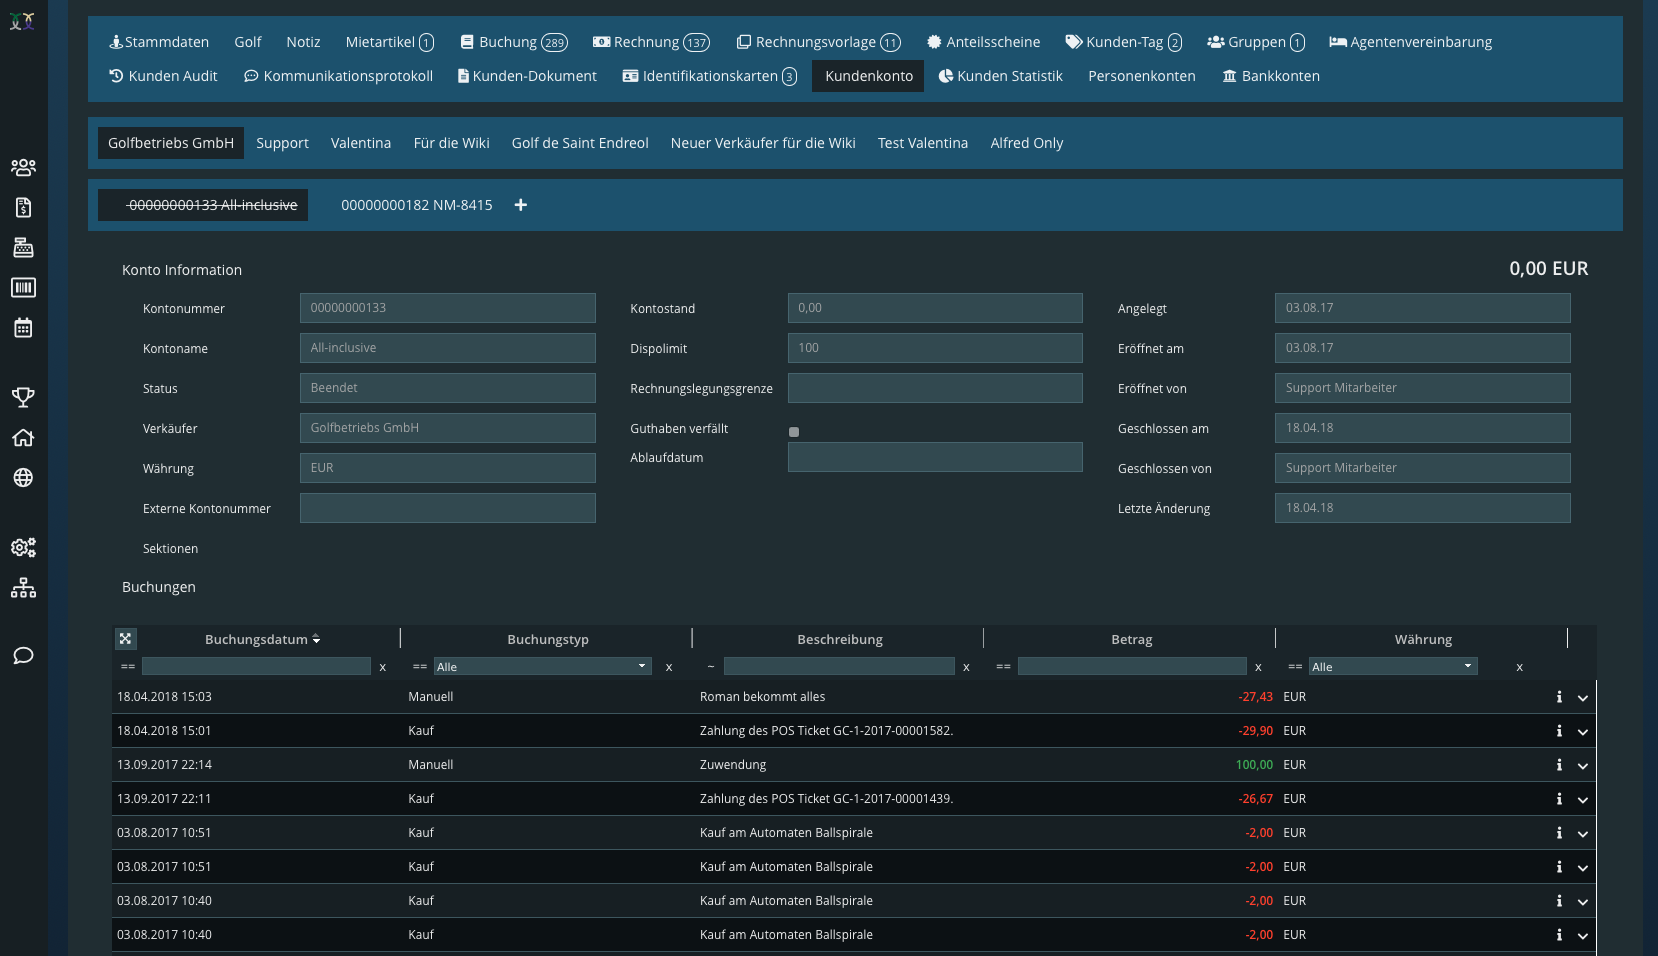 Stammdaten Golf Notiz Mietartikel 1 Buchung 289 Rechnung 137 Rechnungsvorlage 11 Anteilsscheine Kunden-Tag 2 Gruppen 1 Agentenvereinbarung
Kunden Audit Kommunikationsprotokoll Kunden-Dokument Identifikationskarten 3 Kundenkonto Kunden Statistik Personenkonten Bankkonten
Golfbetriebs GmbH Support Valentina Für die Wiki Golf de Saint Endreol Neuer Verkäufer für die Wiki Test Valentina Alfred Only
00000000133 All-inclusive 00000000182 NM-8415 +
Konto Information 0,00 EUR
Kontonummer 00000000133 Kontostand 0,00 Angelegt 03.08.17
Kontoname All-inclusive Dispolimit 100 Eröffnet am 03.08.17
Status Beendet Rechnungslegungsgrenze Eröffnet von Support Mitarbeiter
Verkäufer Golfbetriebs GmbH Guthaben verfällt Geschlossen am 18.04.18
Ablaufdatum
Währung EUR Geschlossen von Support Mitarbeiter
Externe Kontonummer Letzte Änderung 18.04.18
Sektionen
Buchungen
Buchungsdatum Buchungstyp Beschreibung Betrag Währung
== x == Alle x ~ x == x == Alle x
18.04.2018 15:03 Manuell Roman bekommt alles -27,43 EUR
18.04.2018 15:01 Kauf Zahlung des POS Ticket GC-1-2017-00001582. -29,90 EUR
13.09.2017 22:14 Manuell Zuwendung 100,00 EUR
13.09.2017 22:11 Kauf Zahlung des POS Ticket GC-1-2017-00001439. -26,67 EUR
03.08.2017 10:51 Kauf Kauf am Automaten Ballspirale -2,00 EUR
03.08.2017 10:51 Kauf Kauf am Automaten Ballspirale -2,00 EUR
03.08.2017 10:40 Kauf Kauf am Automaten Ballspirale -2,00 EUR
03.08.2017 10:40 Kauf Kauf am Automaten Ballspirale -2,00 EUR